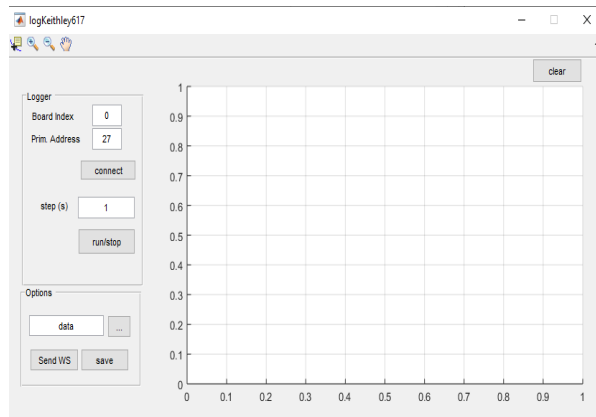 logKeithley617
clear
Logger
Board Index 0
Prim. Address 27
connect
step (s) 1
run/stop
Options
data ...
Send WS save
1
0.9
0.8
0.7
0.6
0.5
0.4
0.3
0.2
0.1
0
0 0.1 0.2 0.3 0.4 0.5 0.6 0.7 0.8 0.9 1